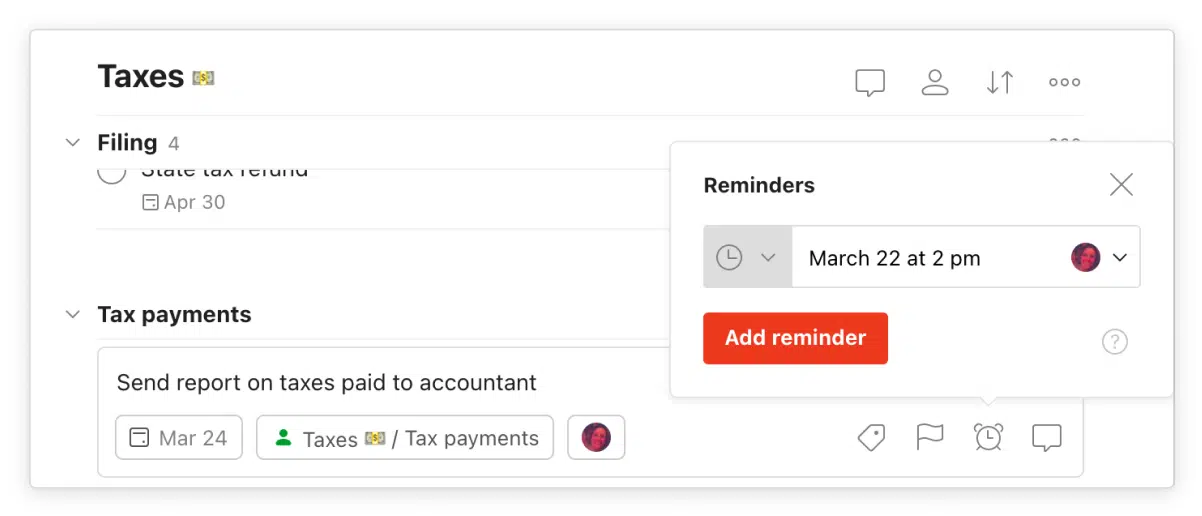 Taxes 💵
Filing 4
State tax refund
Apr 30
Reminders
March 22 at 2 pm
Add reminder
?
Tax payments
Send report on taxes paid to accountant
Mar 24
Taxes 💵 / Tax payments